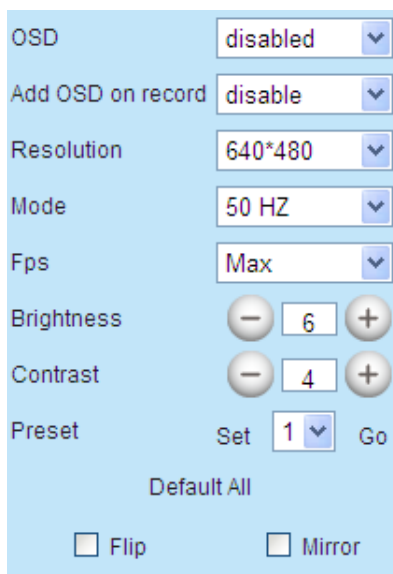 OSD disabled
Add OSD on record disable
Resolution 640*480
Mode 50 HZ
Fps Max
Brightness − 6 +
Contrast − 4 +
Preset Set 1 Go
Default All
Flip Mirror